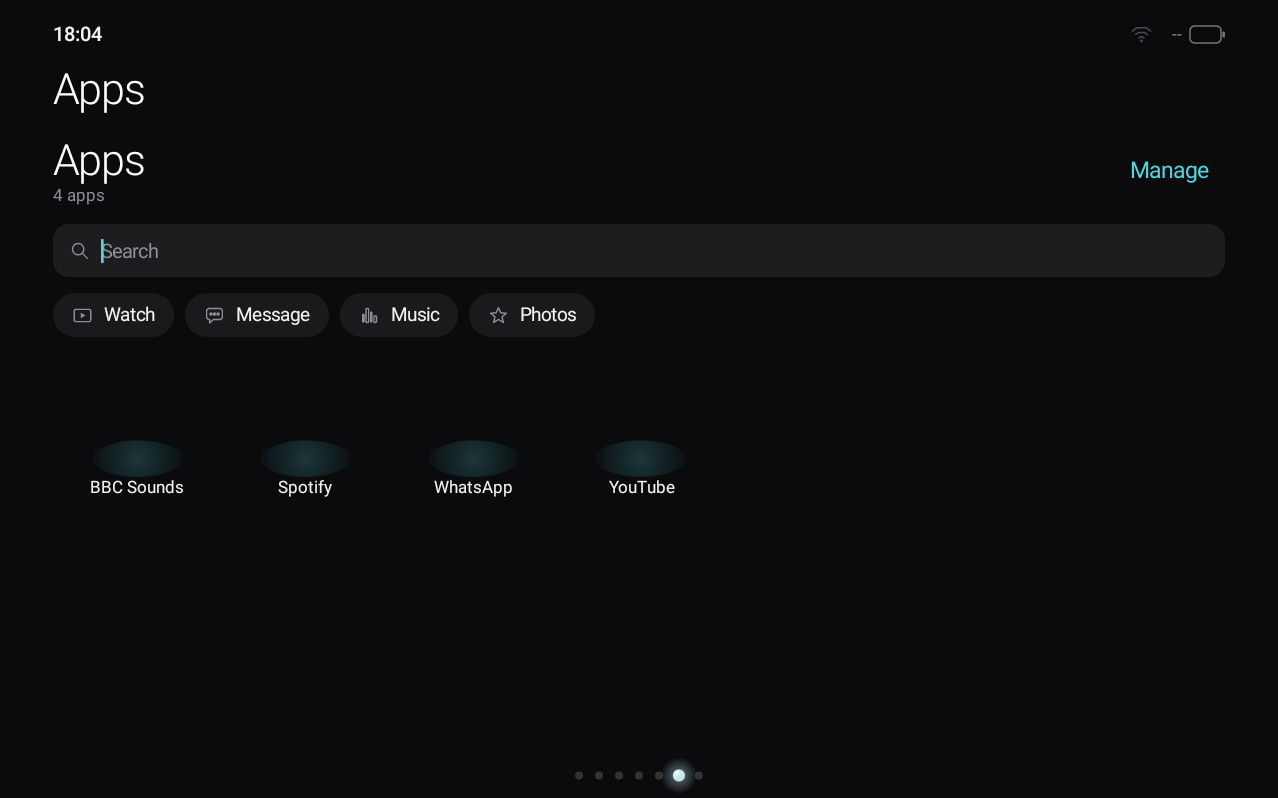 18:04
--
Apps
Apps
Manage
4 apps
Search
Watch Message Music Photos
BBC Sounds Spotify WhatsApp YouTube